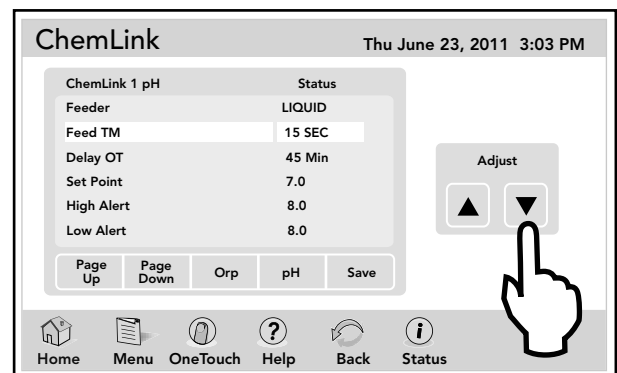 ChemLink
Thu June 23, 2011 3:03 PM
ChemLink 1 pH Status
Feeder LIQUID
Feed TM 15 SEC
Delay OT 45 Min
Set Point 7.0
High Alert 8.0
Low Alert 8.0
Adjust
Page Up Page Down Orp pH Save
Home Menu OneTouch Help Back Status